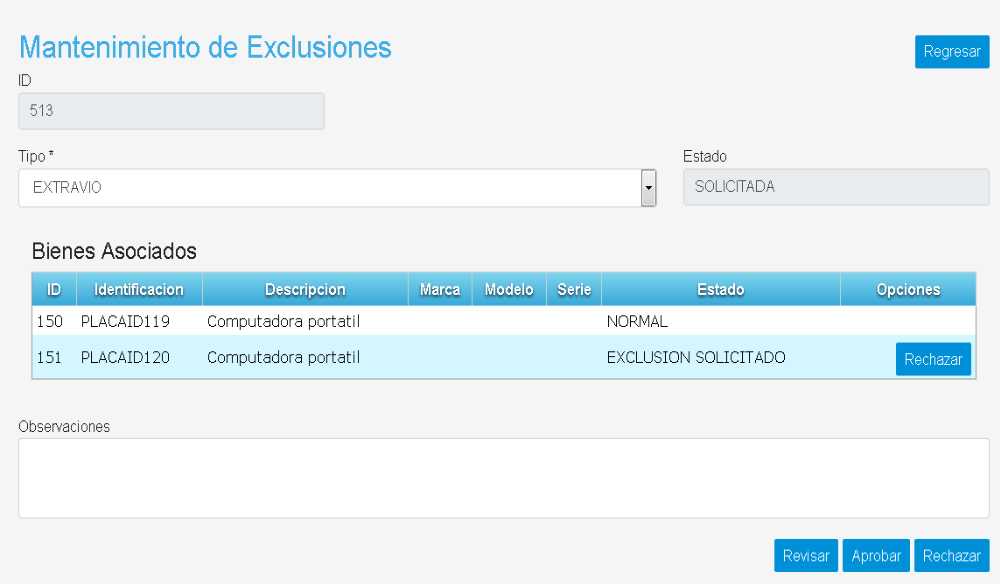 Mantenimiento de Exclusiones
Regresar
ID
513
Tipo *
Estado
EXTRAVIO
SOLICITADA
Bienes Asociados
ID Identificacion Descripcion Marca Modelo Serie Estado Opciones
150 PLACAID119 Computadora portatil NORMAL
151 PLACAID120 Computadora portatil EXCLUSION SOLICITADO Rechazar
Observaciones
Revisar Aprobar Rechazar